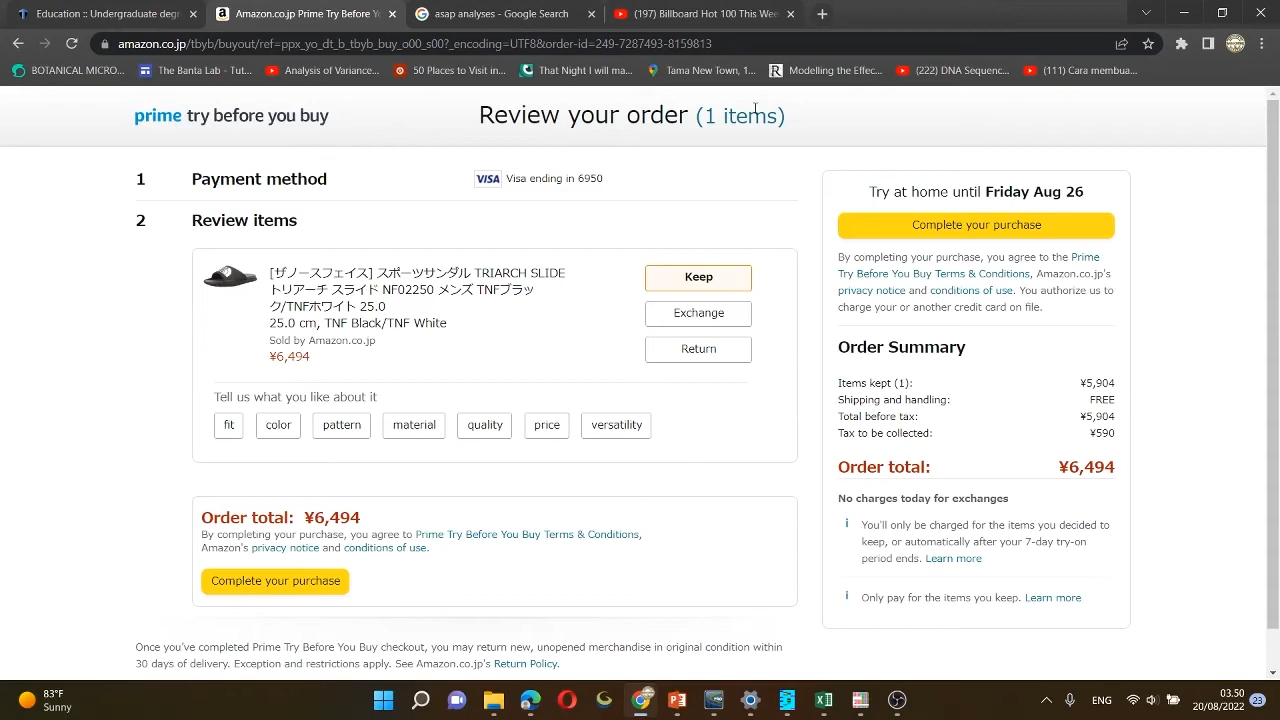 Education :: Undergraduate degr
Amazon.co.jp Prime Try Before Yo
asap analyses - Google Search
(197) Billboard Hot 100 This Wee
amazon.co.jp/tbyb/buyout/ref=ppx_yo_dt_b_tbyb_buy_o00_s00?_encoding=UTF8&order-id=249-7287493-8159813
BOTANICAL MICRO...
The Banta Lab - Tut...
Analysis of Variance...
50 Places to Visit in...
That Night I will ma...
Tama New Town, 1...
Modelling the Effec...
(222) DNA Sequenc...
(111) Cara membua...
prime try before you buy
Review your order (1 items)
1 Payment method
VISA Visa ending in 6950
2 Review items
[ザノースフェイス] スポーツサンダル TRIARCH SLIDE
トリアーチ スライド NF02250 メンズ TNFブラッ
ク/TNFホワイト 25.0
25.0 cm, TNF Black/TNF White
Sold by Amazon.co.jp
¥6,494
Keep
Exchange
Return
Tell us what you like about it
fit color pattern material quality price versatility
Order total: ¥6,494
By completing your purchase, you agree to Prime Try Before You Buy Terms & Conditions,
Amazon's privacy notice and conditions of use.
Complete your purchase
Once you've completed Prime Try Before You Buy checkout, you may return new, unopened merchandise in original condition within
30 days of delivery. Exception and restrictions apply. See Amazon.co.jp's Return Policy.
Try at home until Friday Aug 26
Complete your purchase
By completing your purchase, you agree to the Prime
Try Before You Buy Terms & Conditions, Amazon.co.jp's
privacy notice and conditions of use. You authorize us to
charge your or another credit card on file.
Order Summary
Items kept (1): ¥5,904
Shipping and handling: FREE
Total before tax: ¥5,904
Tax to be collected: ¥590
Order total: ¥6,494
No charges today for exchanges
You'll only be charged for the items you decided to
keep, or automatically after your 7-day try-on
period ends. Learn more
Only pay for the items you keep. Learn more
83°F
Sunny
ENG
03.50
20/08/2022
23